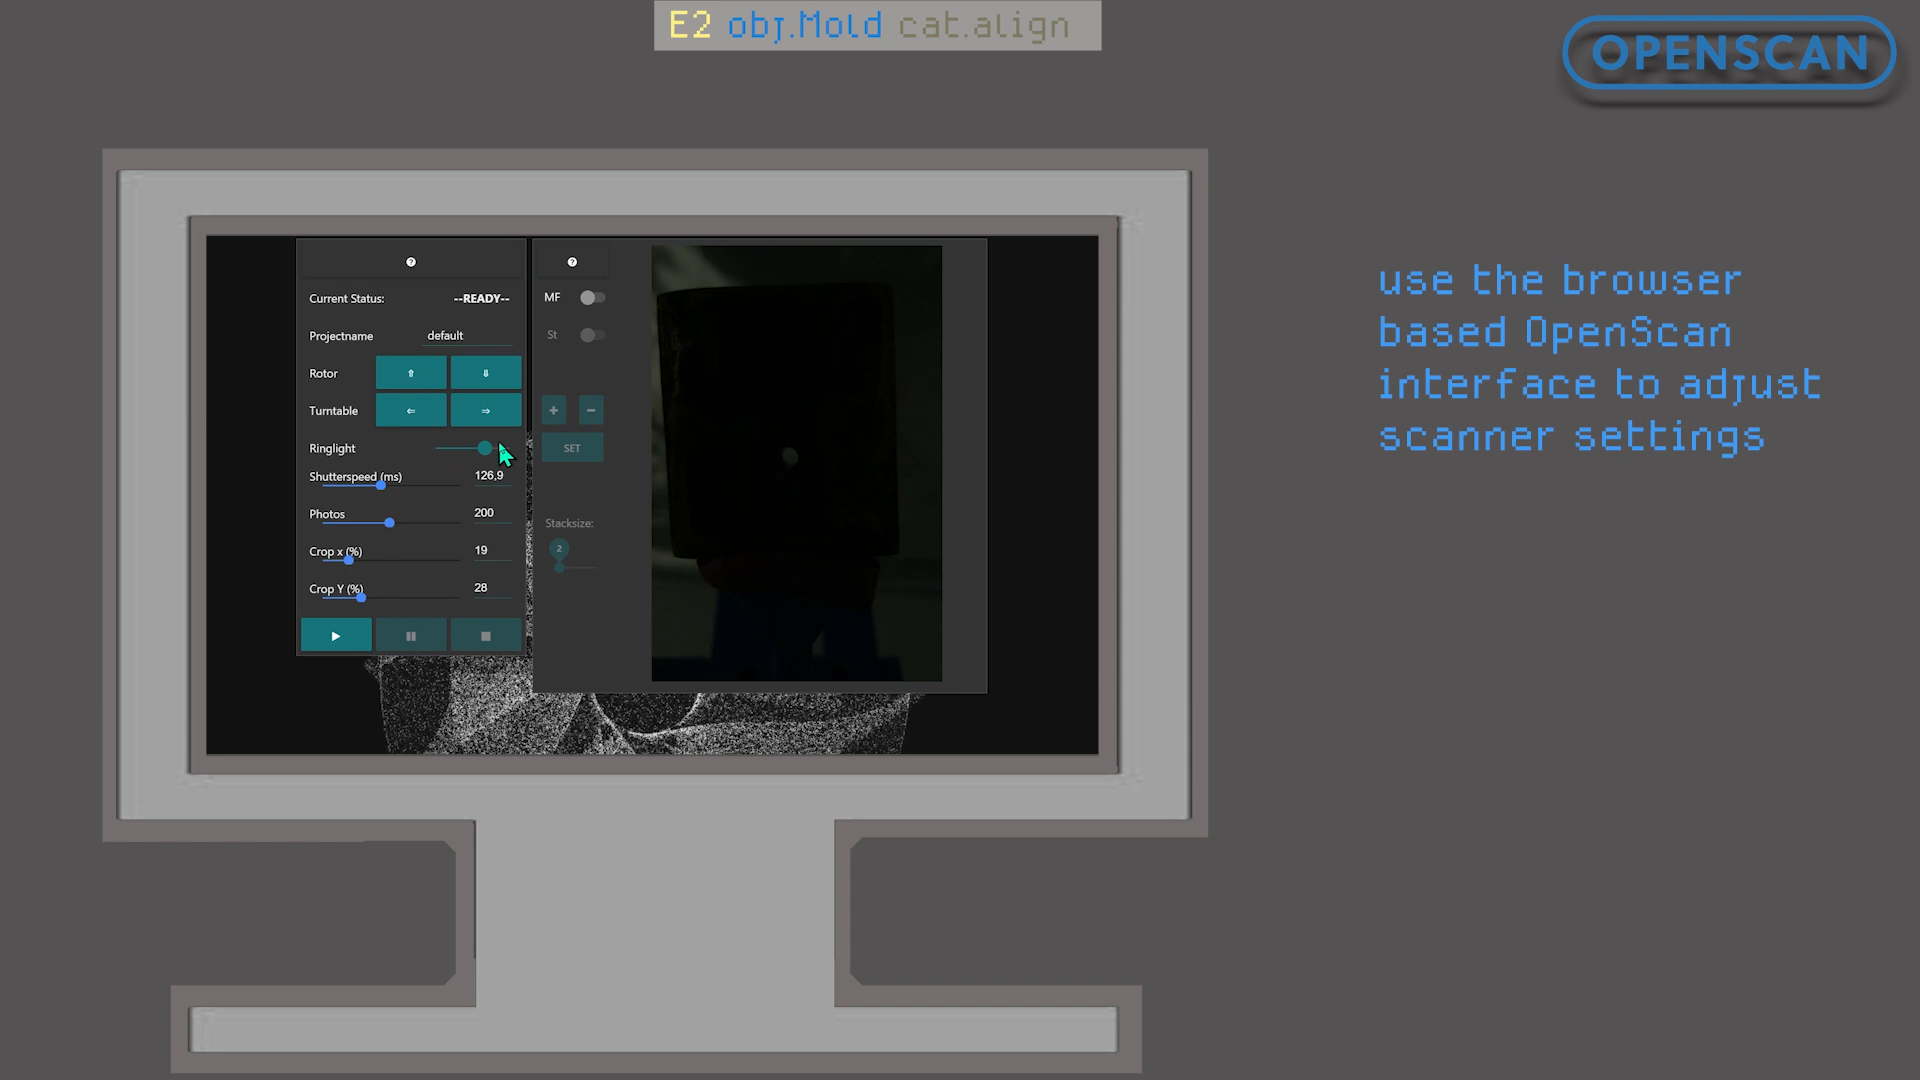 E2 obj.Mold cat.align
OPENSCAN
Current Status: --READY--
Projectname default
Rotor
Turntable
Ringlight
Shutterspeed (ms) 126,9
Photos 200
Crop x (%) 19
Crop Y (%) 28
MF
St
+ −
SET
Stacksize:
2
use the browser
based OpenScan
interface to adjust
scanner settings